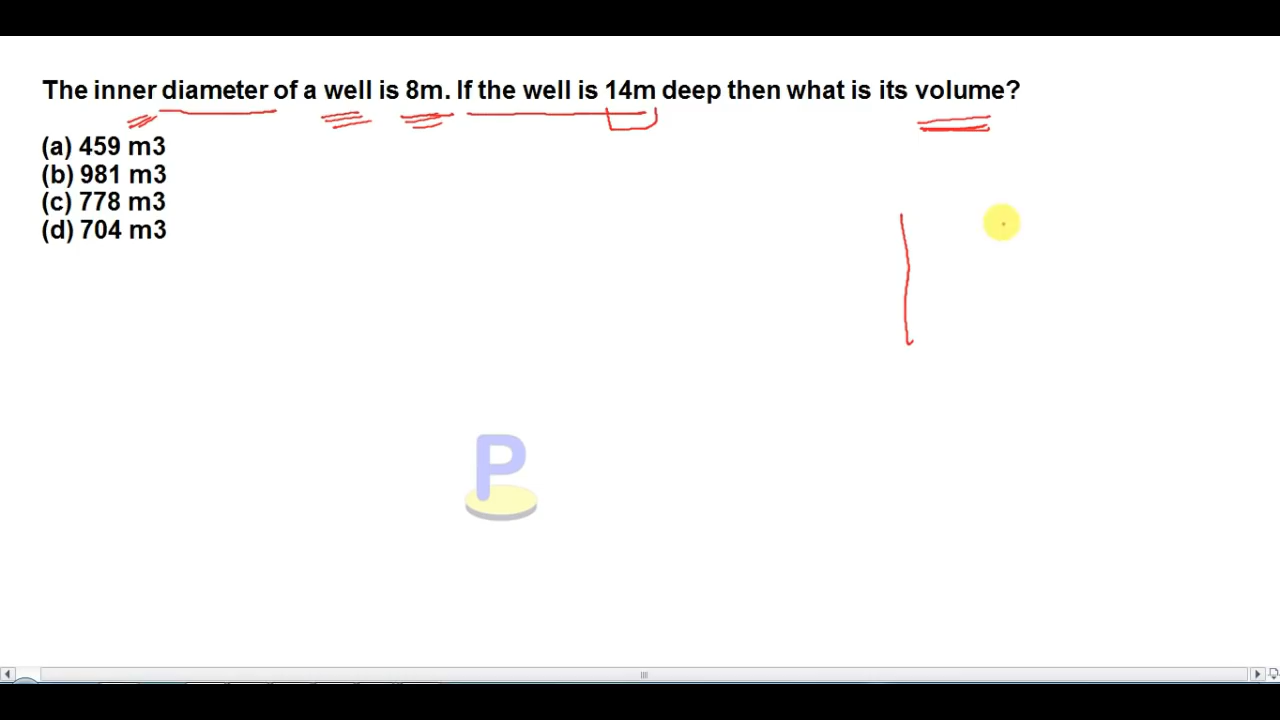 The inner diameter of a well is 8m. If the well is 14m deep then what is its volume?
(a) 459 m3
(b) 981 m3
(c) 778 m3
(d) 704 m3
P